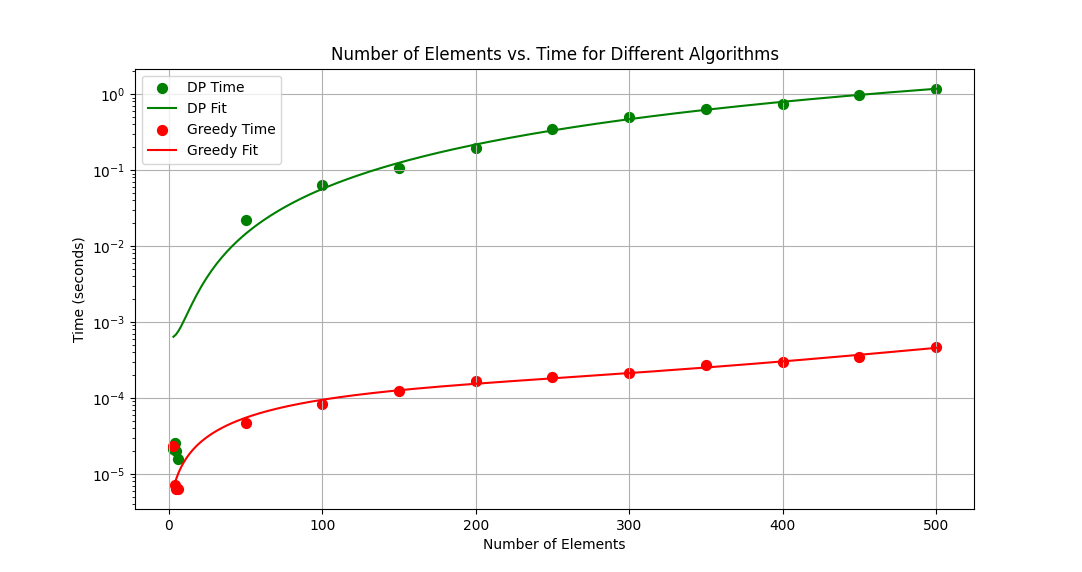 Number of Elements vs. Time for Different Algorithms
DP Time
DP Fit
Greedy Time
Greedy Fit
Time (seconds)
10⁰
10⁻¹
10⁻²
10⁻³
10⁻⁴
10⁻⁵
0 100 200 300 400 500
Number of Elements